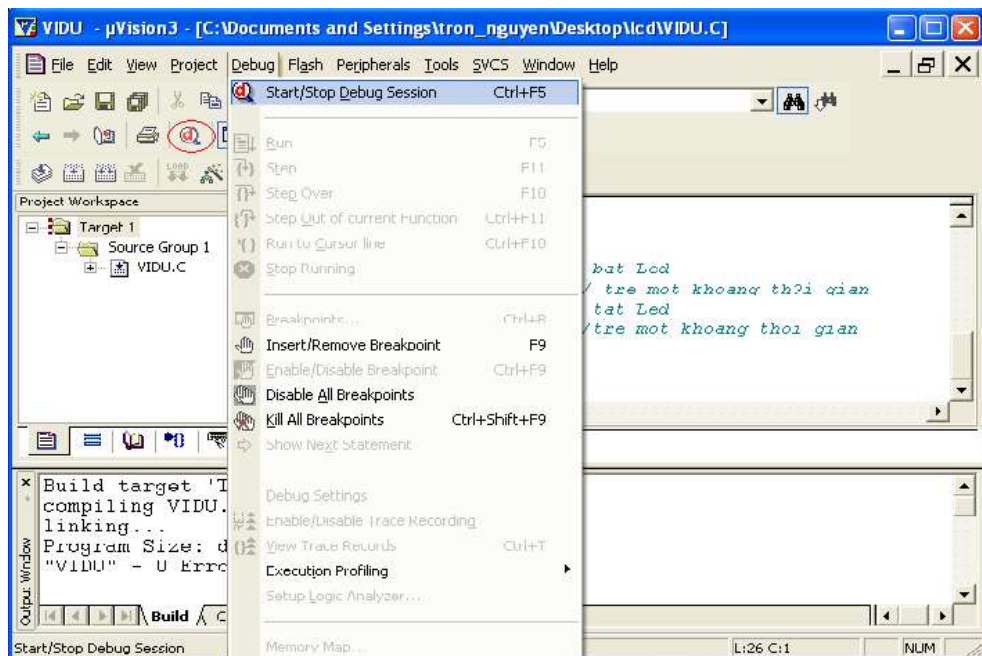 VIDU - µVision3 - [C:\Documents and Settings\tron_nguyen\Desktop\lcd\VIDU.C]
File Edit View Project Debug Flash Peripherals Tools SVCS Window Help
Start/Stop Debug Session Ctrl+F5
Run F5
Step F11
Step Over F10
Step Out of current Function Ctrl+F11
Run to Cursor line Ctrl+F10
Stop Running
Breakpoints... Ctrl+B
Insert/Remove Breakpoint F9
Enable/Disable Breakpoint Ctrl+F9
Disable All Breakpoints
Kill All Breakpoints Ctrl+Shift+F9
Show Next Statement
Debug Settings
Enable/Disable Trace Recording
View Trace Records Ctrl+T
Execution Profiling
Setup Logic Analyzer...
Memory Map...
LOAD
Project Workspace
Target 1
Source Group 1
VIDU.C
bat Led
/ tre mot khoang th?i gian
tat Led
/tre mot khoang thoi gian
Build target 'T
compiling VIDU.
linking...
Program Size: d
"VIDU" - 0 Erro
Output Window
Build
Start/Stop Debug Session
L:26 C:1
NUM